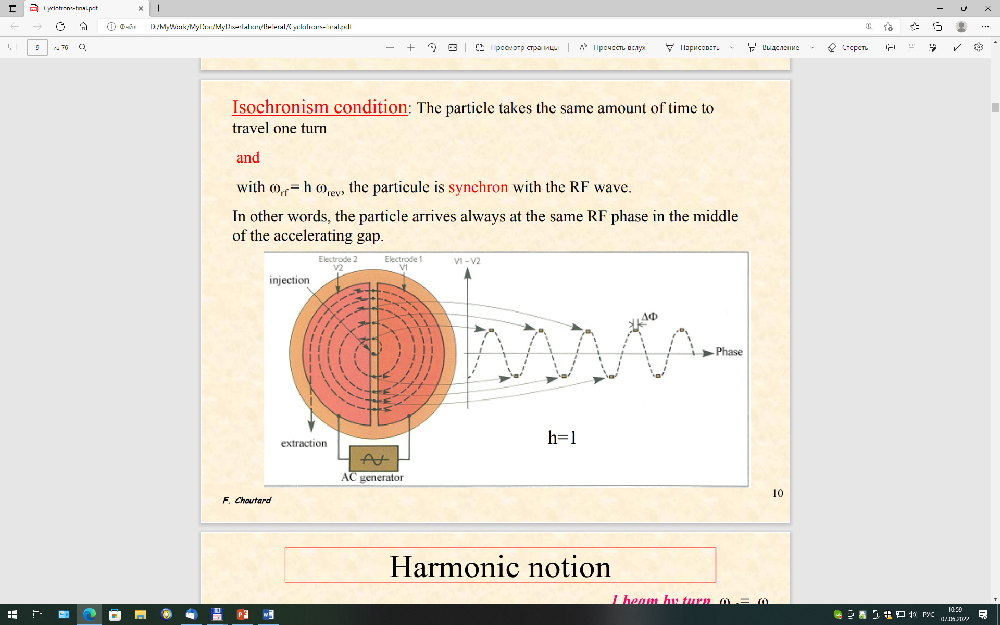 Cyclotrons-final.pdf
Файл D:/MyWork/MyDoc/MyDisertation/Referat/Cyclotrons-final.pdf
9 из 76 Просмотр страницы Прочесть вслух Нарисовать Выделение Стереть
Isochronism condition: The particle takes the same amount of time to
travel one turn
and
with ωrf = h ωrev, the particule is synchron with the RF wave.
In other words, the particle arrives always at the same RF phase in the middle
of the accelerating gap.
Electrode 2 Electrode 1 V1 – V2
V2 V1
injection
ΔΦ
Phase
h=1
extraction
AC generator
F. Chautard
10
Harmonic notion
1 beam by turn
РУС
10:59
07.06.2022